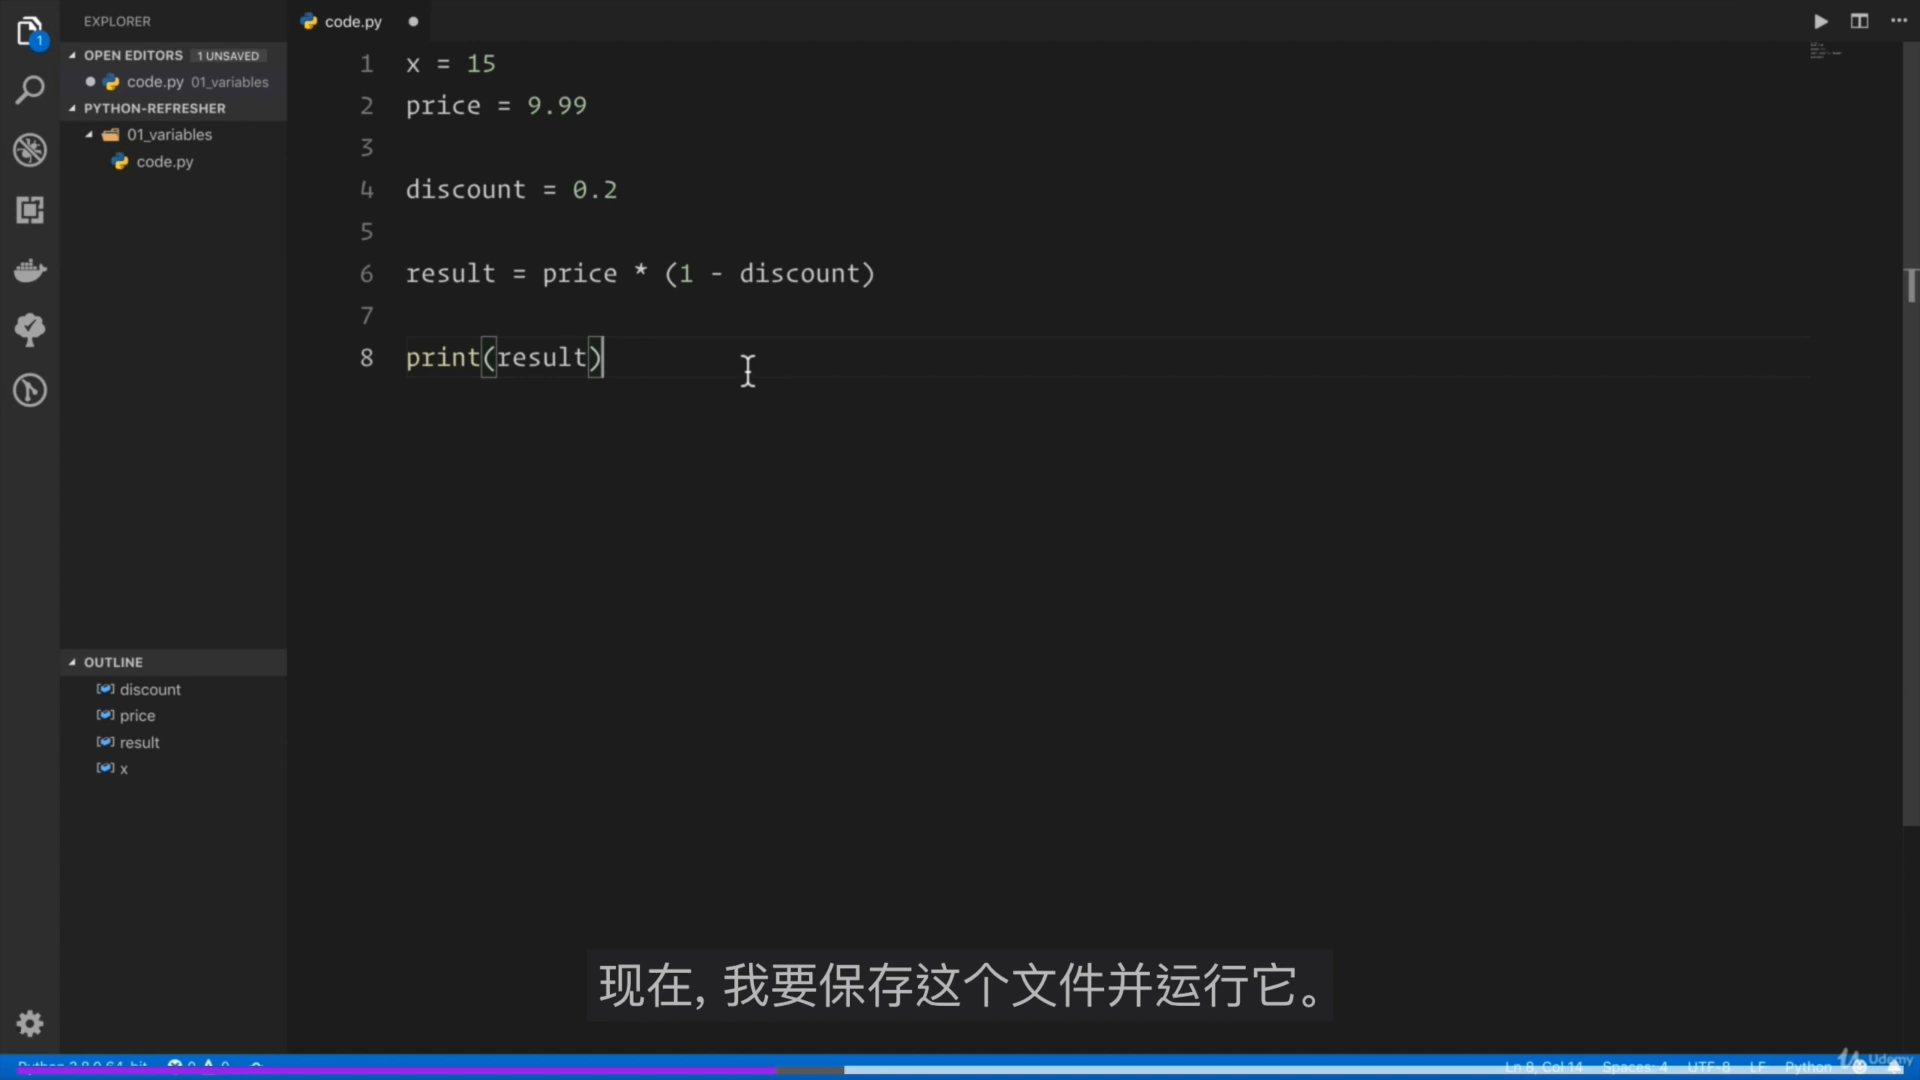 EXPLORER
OPEN EDITORS 1 UNSAVED
code.py 01_variables
PYTHON-REFRESHER
01_variables
code.py
OUTLINE
discount
price
result
x
code.py
1 x = 15
2 price = 9.99
3
4 discount = 0.2
5
6 result = price * (1 - discount)
7
8 print(result)
现在, 我要保存这个文件并运行它。
Ln 8, Col 14 Spaces: 4 UTF-8 LF Python
Udemy
1